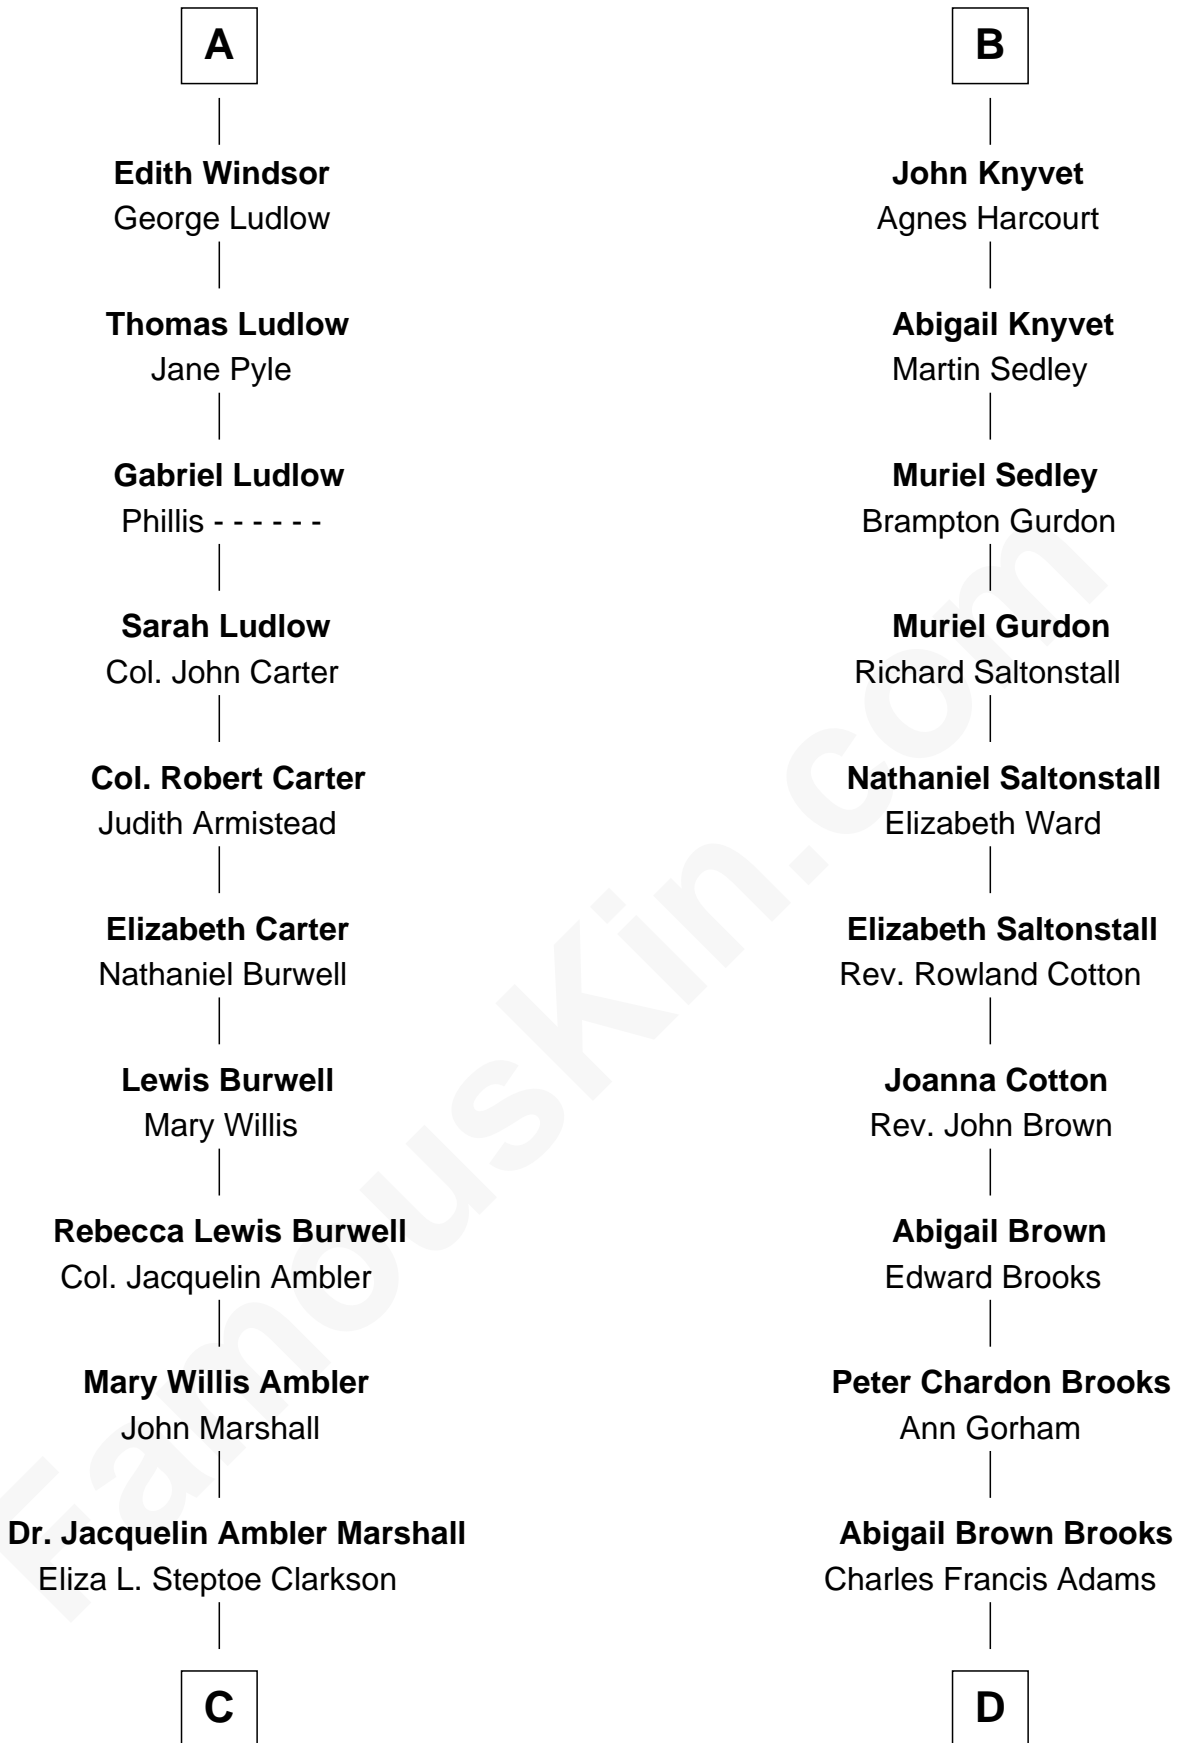 A
Edith Windsor
George Ludlow
Thomas Ludlow
Jane Pyle
Gabriel Ludlow
Phillis - - - - - -
Sarah Ludlow
Col. John Carter
Col. Robert Carter
Judith Armistead
Elizabeth Carter
Nathaniel Burwell
Lewis Burwell
Mary Willis
Rebecca Lewis Burwell
Col. Jacquelin Ambler
Mary Willis Ambler
John Marshall
Dr. Jacquelin Ambler Marshall
Eliza L. Steptoe Clarkson
C
B
John Knyvet
Agnes Harcourt
Abigail Knyvet
Martin Sedley
Muriel Sedley
Brampton Gurdon
Muriel Gurdon
Richard Saltonstall
Nathaniel Saltonstall
Elizabeth Ward
Elizabeth Saltonstall
Rev. Rowland Cotton
Joanna Cotton
Rev. John Brown
Abigail Brown
Edward Brooks
Peter Chardon Brooks
Ann Gorham
Abigail Brown Brooks
Charles Francis Adams
D
FamousKin.com